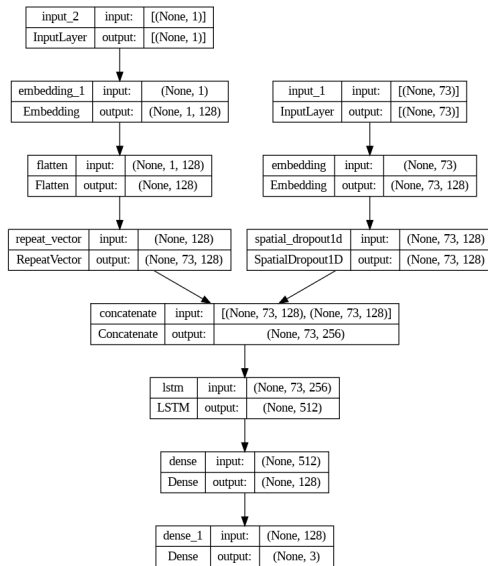 input_2 input: [(None, 1)]
InputLayer output: [(None, 1)]
embedding_1 input: (None, 1)
Embedding output: (None, 1, 128)
input_1 input: [(None, 73)]
InputLayer output: [(None, 73)]
flatten input: (None, 1, 128)
Flatten output: (None, 128)
embedding input: (None, 73)
Embedding output: (None, 73, 128)
repeat_vector input: (None, 128)
RepeatVector output: (None, 73, 128)
spatial_dropout1d input: (None, 73, 128)
SpatialDropout1D output: (None, 73, 128)
concatenate input: [(None, 73, 128), (None, 73, 128)]
Concatenate output: (None, 73, 256)
lstm input: (None, 73, 256)
LSTM output: (None, 512)
dense input: (None, 512)
Dense output: (None, 128)
dense_1 input: (None, 128)
Dense output: (None, 3)